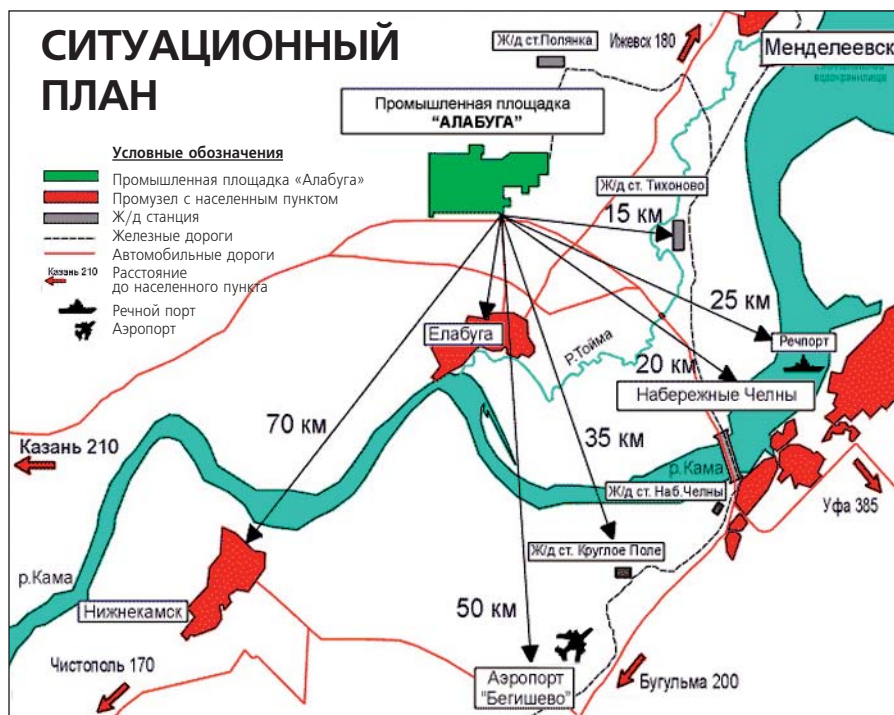 СИТУАЦИОННЫЙ
ПЛАН
Условные обозначения
Промышленная площадка «Алабуга»
Промузел с населенным пунктом
Ж/д станция
Железные дороги
Автомобильные дороги
Казань 210
Расстояние
до населенного пункта
Речной порт
Аэропорт
Ж/д ст.Полянка
Ижевск 180
Менделеевск
водохранилище
Промышленная площадка
"АЛАБУГА"
Ж/д ст. Тихоново
15 км
25 км
Речпорт
Елабуга
Р.Тойма
20 км
Набережные Челны
70 км
35 км
Казань 210
р.Кама
Ж/д ст. Наб.Челны
Уфа 385
Ж/д ст. Круглое Поле
р.Кама
Нижнекамск
50 км
Чистополь 170
Аэропорт
"Бегишево"
Бугульма 200